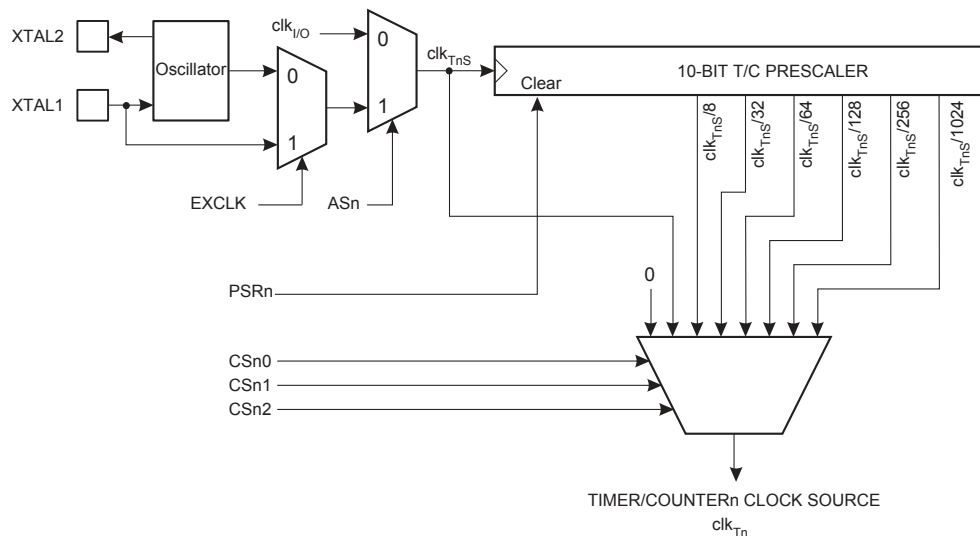 XTAL2
XTAL1
Oscillator
clkI/O
0
1
0
1
EXCLK
ASn
clkTnS
10-BIT T/C PRESCALER
Clear
clkTnS/8
clkTnS/32
clkTnS/64
clkTnS/128
clkTnS/256
clkTnS/1024
PSRn
0
CSn0
CSn1
CSn2
TIMER/COUNTERn CLOCK SOURCE
clkTn